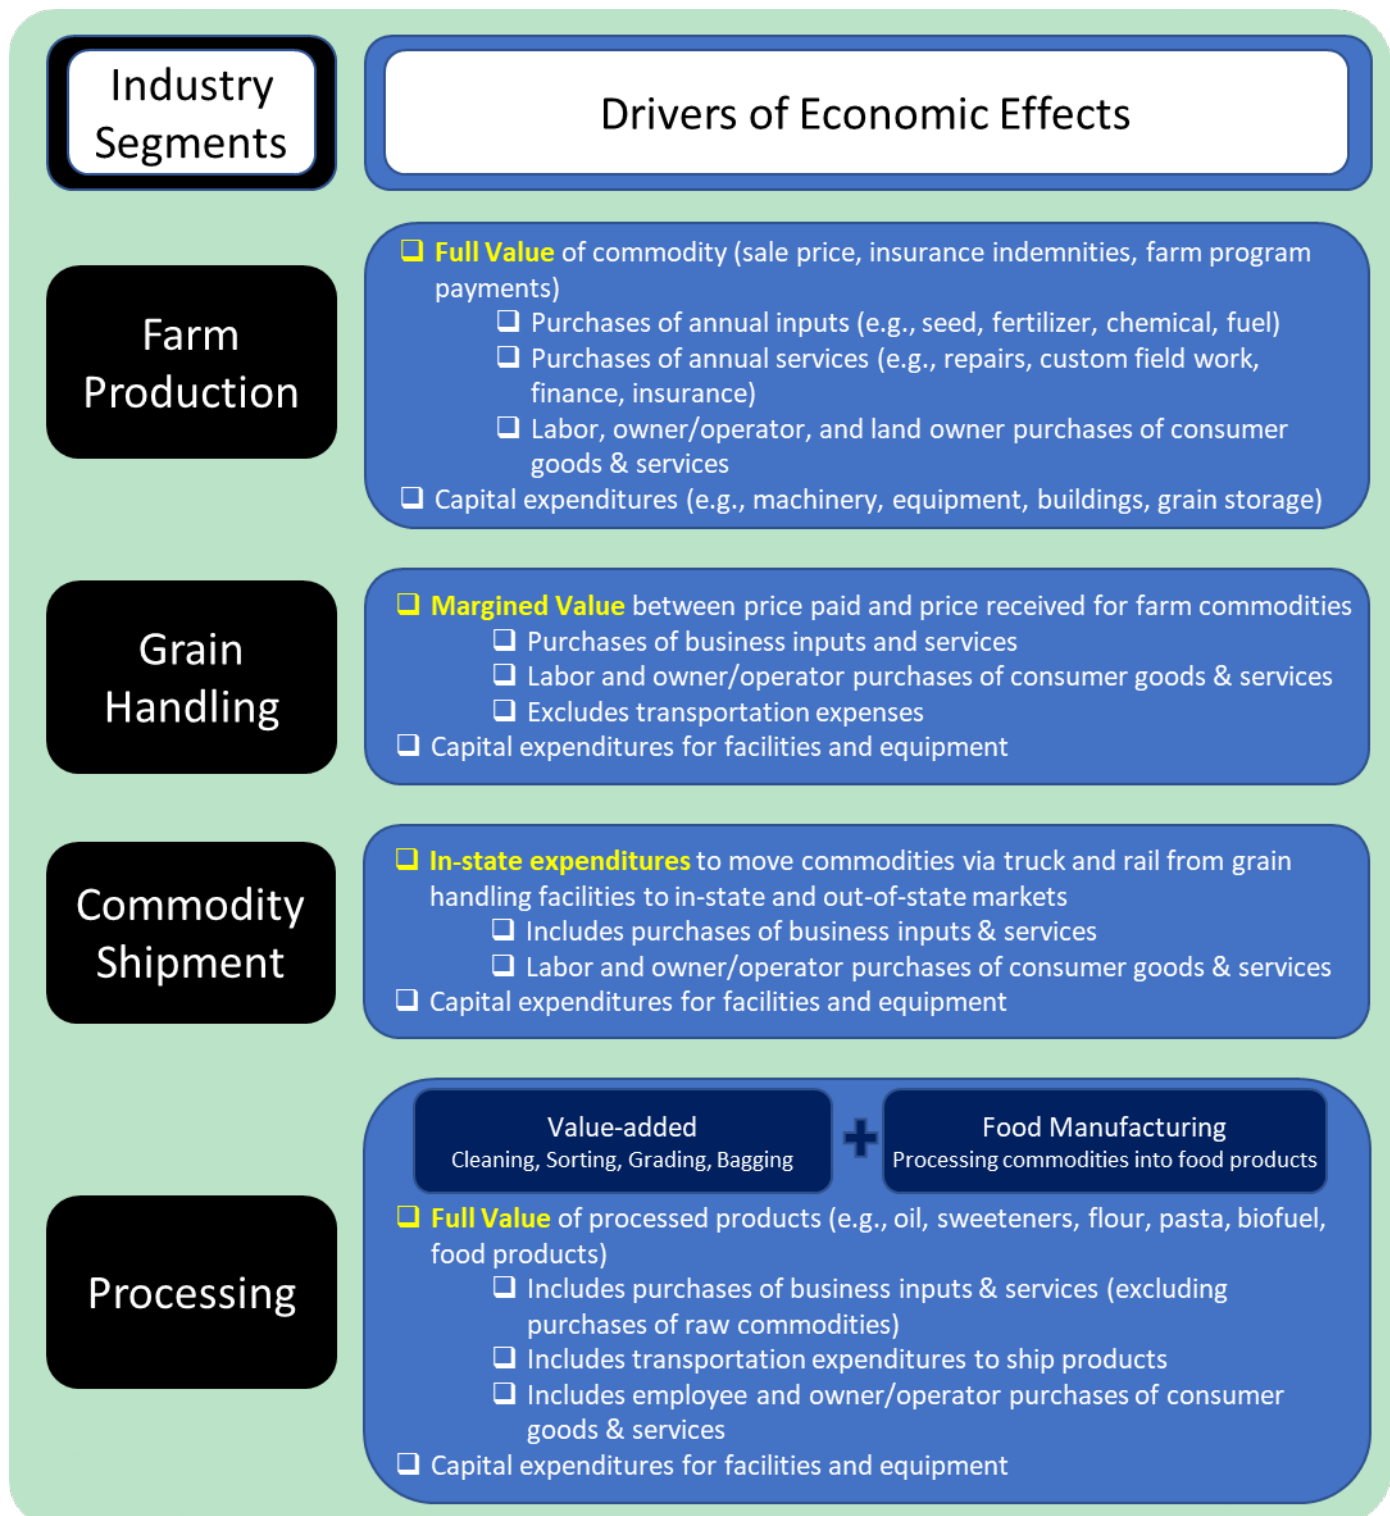 Industry
Segments
Drivers of Economic Effects
Farm
Production
Full Value of commodity (sale price, insurance indemnities, farm program
payments)
Purchases of annual inputs (e.g., seed, fertilizer, chemical, fuel)
Purchases of annual services (e.g., repairs, custom field work,
finance, insurance)
Labor, owner/operator, and land owner purchases of consumer
goods & services
Capital expenditures (e.g., machinery, equipment, buildings, grain storage)
Grain
Handling
Margined Value between price paid and price received for farm commodities
Purchases of business inputs and services
Labor and owner/operator purchases of consumer goods & services
Excludes transportation expenses
Capital expenditures for facilities and equipment
Commodity
Shipment
In-state expenditures to move commodities via truck and rail from grain
handling facilities to in-state and out-of-state markets
Includes purchases of business inputs & services
Labor and owner/operator purchases of consumer goods & services
Capital expenditures for facilities and equipment
Processing
Value-added
Cleaning, Sorting, Grading, Bagging
Food Manufacturing
Processing commodities into food products
Full Value of processed products (e.g., oil, sweeteners, flour, pasta, biofuel,
food products)
Includes purchases of business inputs & services (excluding
purchases of raw commodities)
Includes transportation expenditures to ship products
Includes employee and owner/operator purchases of consumer
goods & services
Capital expenditures for facilities and equipment